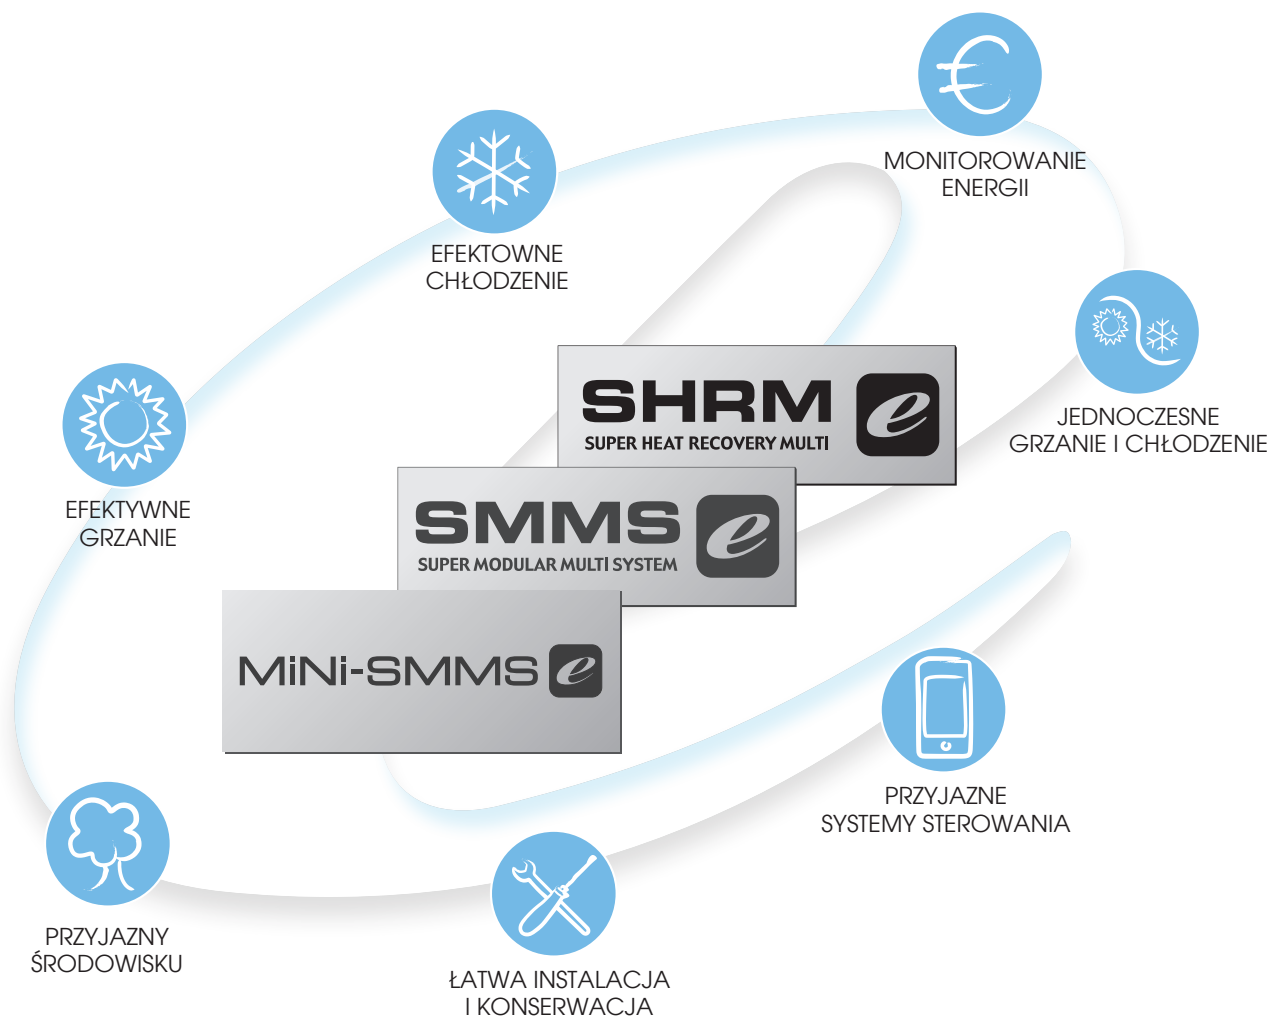 MONITOROWANIE
ENERGII
EFEKTOWNE
CHŁODZENIE
JEDNOCZESNE
GRZANIE I CHŁODZENIE
SHRM e
SUPER HEAT RECOVERY MULTI
EFEKTYWNE
GRZANIE
SMMS e
SUPER MODULAR MULTI SYSTEM
MiNi-SMMS e
PRZYJAZNE
SYSTEMY STEROWANIA
PRZYJAZNY
ŚRODOWISKU
ŁATWA INSTALACJA
I KONSERWACJA